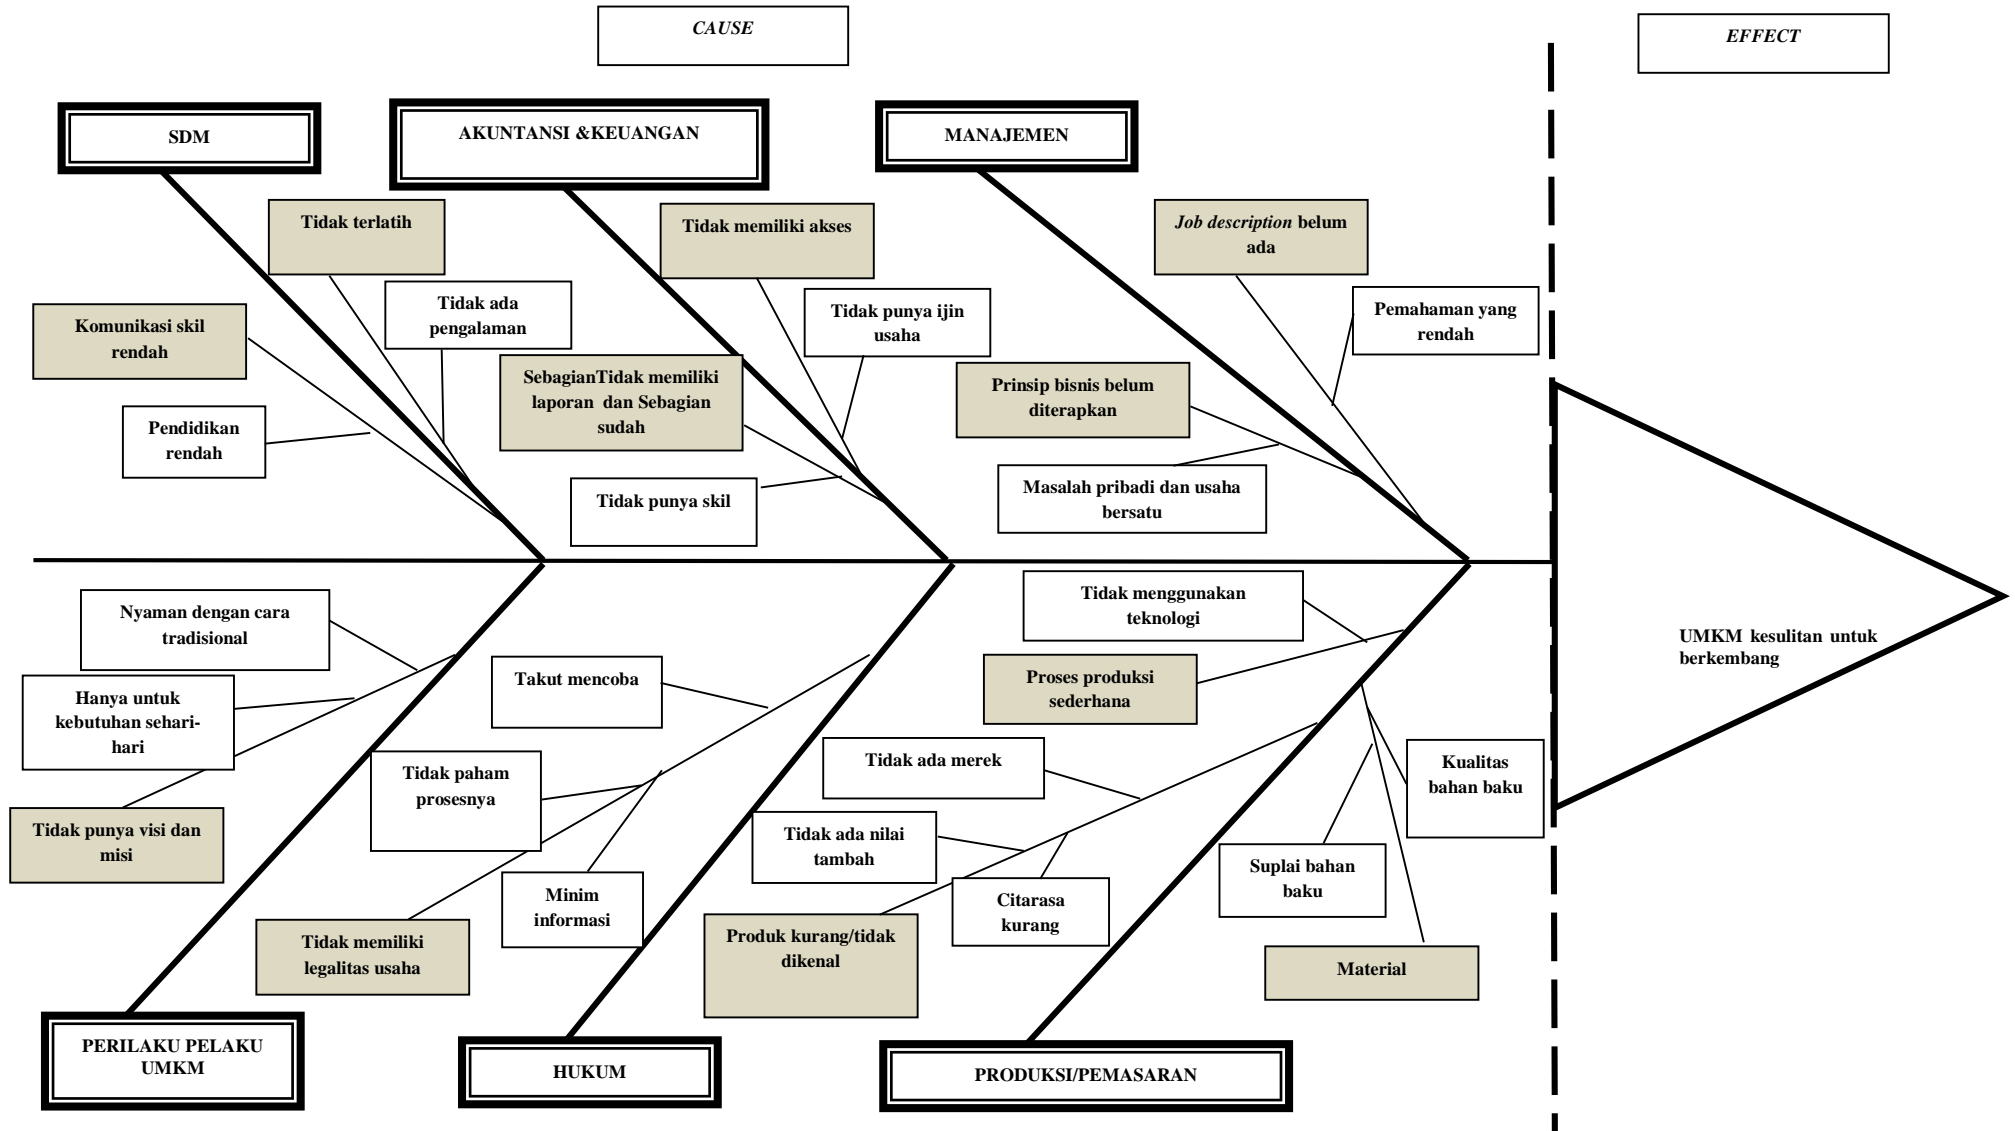 CAUSE
EFFECT
SDM
AKUNTANSI &KEUANGAN
MANAJEMEN
Tidak terlatih
Tidak memiliki akses
Job description belum
ada
Komunikasi skil
rendah
Tidak ada
pengalaman
Tidak punya ijin
usaha
Pemahaman yang
rendah
SebagianTidak memiliki
laporan dan Sebagian
sudah
Prinsip bisnis belum
diterapkan
Pendidikan
rendah
Tidak punya skil
Masalah pribadi dan usaha
bersatu
Nyaman dengan cara
tradisional
Tidak menggunakan
teknologi
UMKM kesulitan untuk
berkembang
Hanya untuk
kebutuhan sehari-
hari
Takut mencoba
Proses produksi
sederhana
Tidak paham
prosesnya
Tidak ada merek
Kualitas
bahan baku
Tidak punya visi dan
misi
Tidak ada nilai
tambah
Suplai bahan
baku
Minim
informasi
Citarasa
kurang
Tidak memiliki
legalitas usaha
Produk kurang/tidak
dikenal
Material
PERILAKU PELAKU
UMKM
HUKUM
PRODUKSI/PEMASARAN